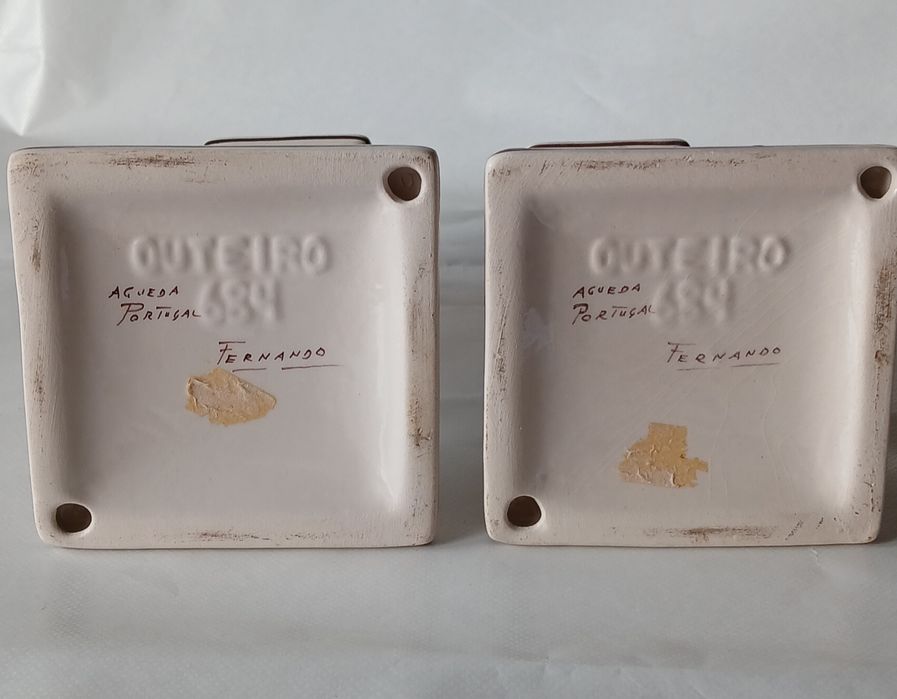 OUTEIRO
684
AGUEDA
PORTUGAL
FERNANDO
OUTEIRO
684
AGUEDA
PORTUGAL
FERNANDO